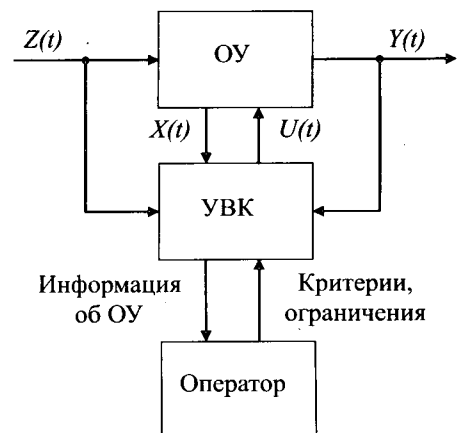 Z(t)
ОУ
Y(t)
X(t)
U(t)
УВК
Информация
об ОУ
Критерии,
ограничения
Оператор